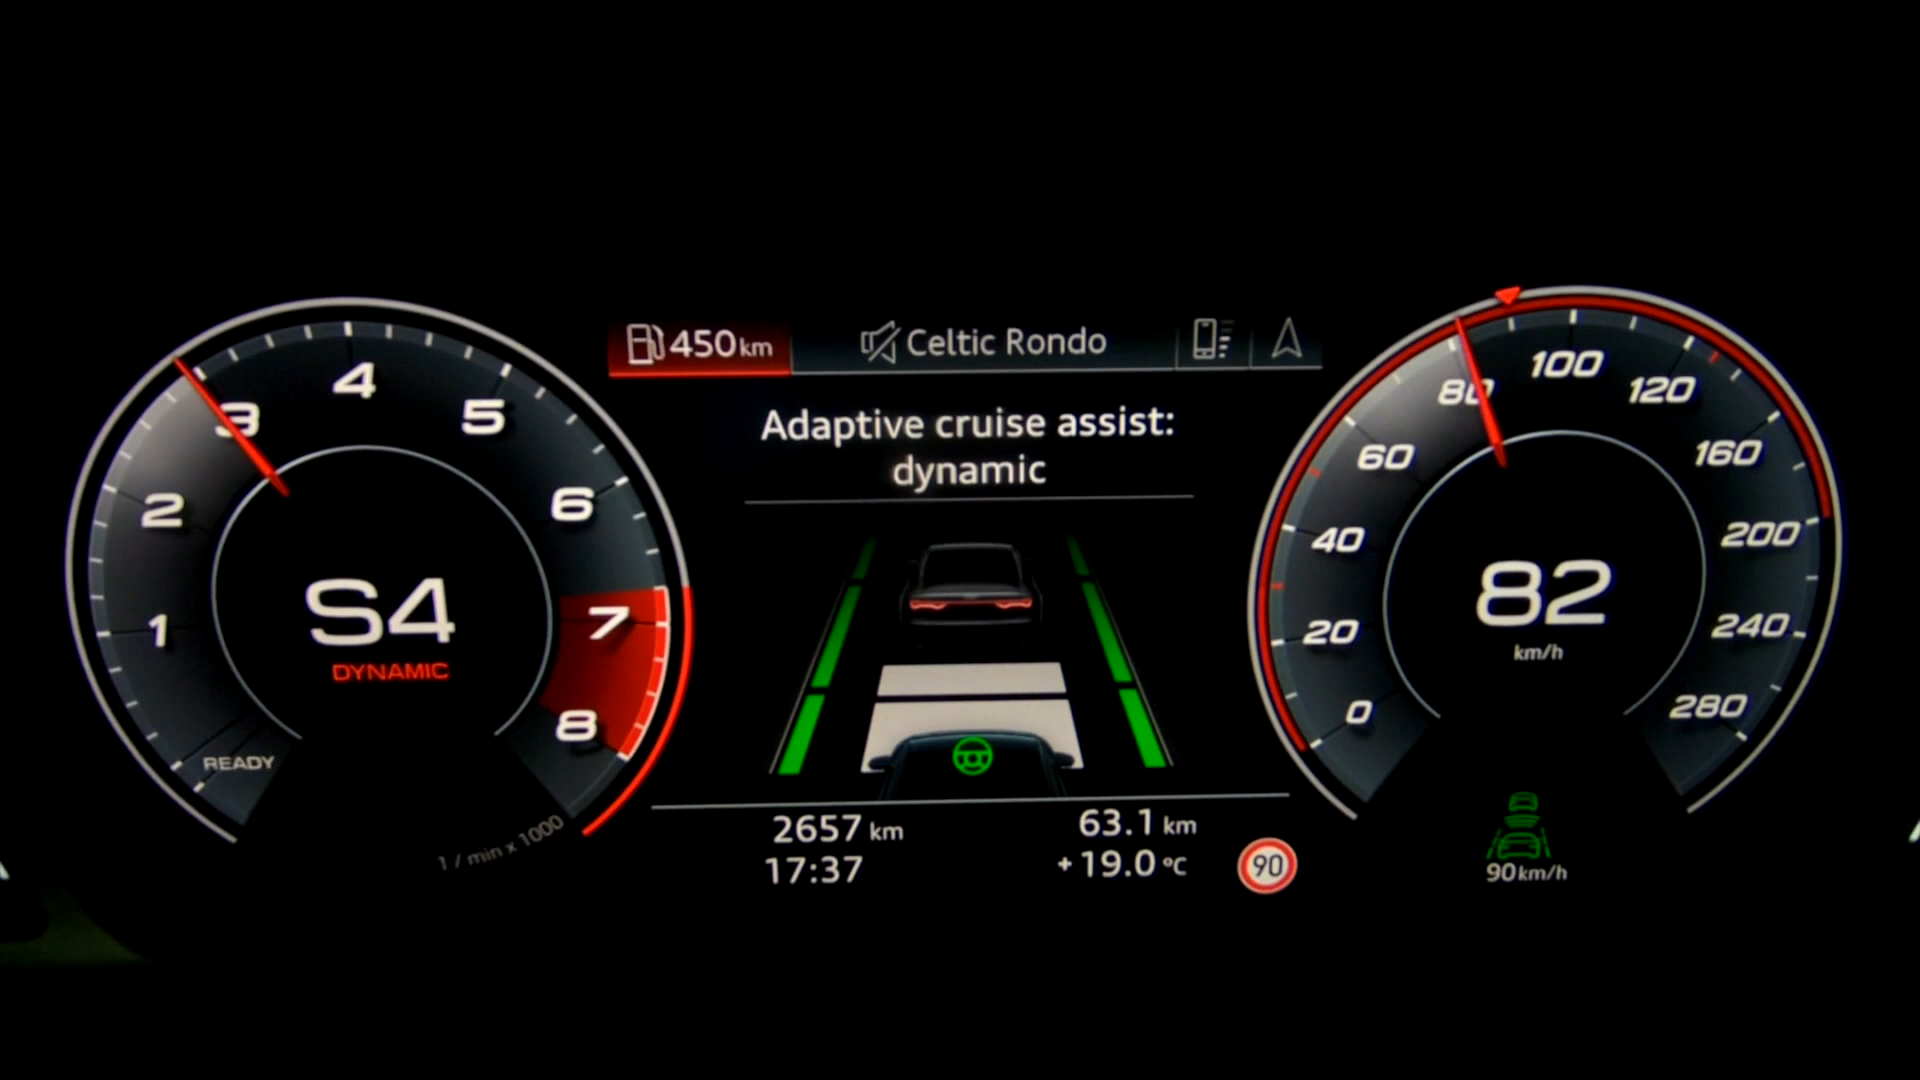 450 km
Celtic Rondo
Adaptive cruise assist:
dynamic
1
2
3
4
5
6
7
8
READY
1 / min x 1000
S4
DYNAMIC
0
20
40
60
80
100
120
160
200
240
280
82
km/h
2657 km
63.1 km
17:37
+19.0 °C
90
90 km/h